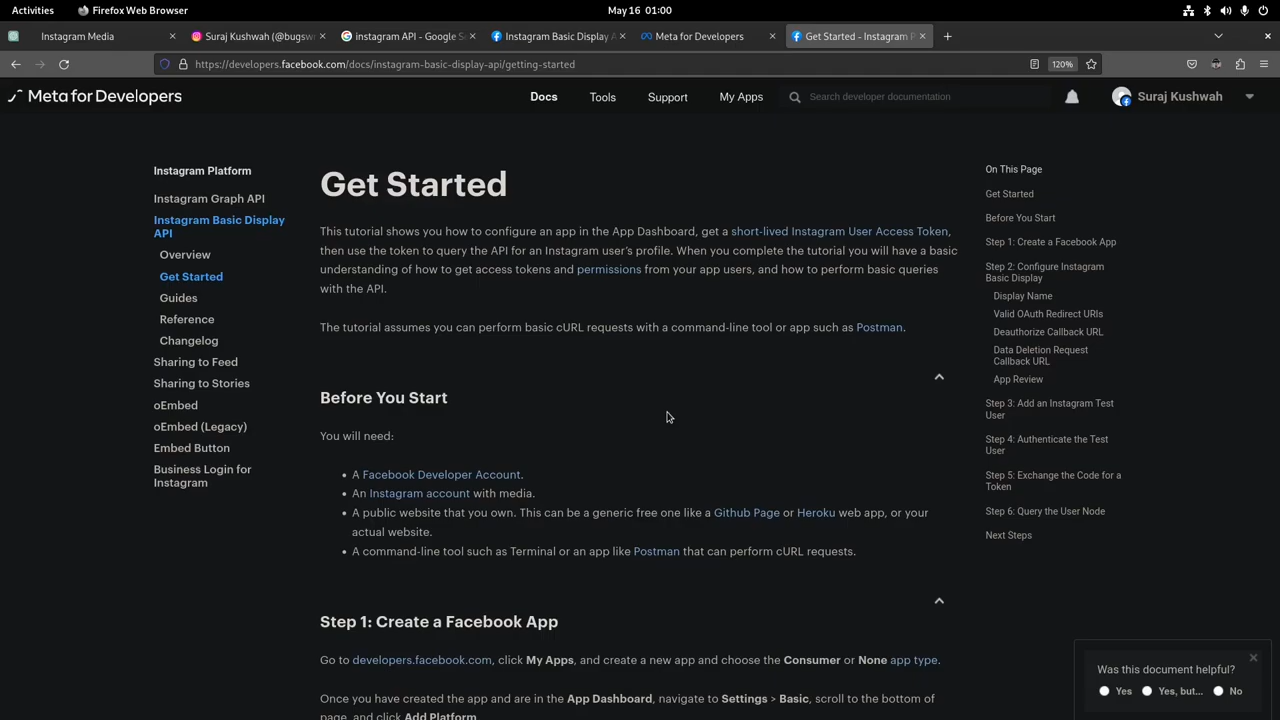 Activities
Firefox Web Browser
May 16 01:00
Instagram Media
Suraj Kushwah (@bugsw
instagram API - Google S
Instagram Basic Display A
Meta for Developers
Get Started - Instagram P
https://developers.facebook.com/docs/instagram-basic-display-api/getting-started
120%
Meta for Developers
Docs
Tools
Support
My Apps
Search developer documentation
Suraj Kushwah
Instagram Platform
Instagram Graph API
Instagram Basic Display
API
Overview
Get Started
Guides
Reference
Changelog
Sharing to Feed
Sharing to Stories
oEmbed
oEmbed (Legacy)
Embed Button
Business Login for
Instagram
Get Started
This tutorial shows you how to configure an app in the App Dashboard, get a short-lived Instagram User Access Token,
then use the token to query the API for an Instagram user's profile. When you complete the tutorial you will have a basic
understanding of how to get access tokens and permissions from your app users, and how to perform basic queries
with the API.
The tutorial assumes you can perform basic cURL requests with a command-line tool or app such as Postman.
Before You Start
You will need:
• A Facebook Developer Account.
• An Instagram account with media.
• A public website that you own. This can be a generic free one like a Github Page or Heroku web app, or your
actual website.
• A command-line tool such as Terminal or an app like Postman that can perform cURL requests.
Step 1: Create a Facebook App
Go to developers.facebook.com, click My Apps, and create a new app and choose the Consumer or None app type.
Once you have created the app and are in the App Dashboard, navigate to Settings > Basic, scroll to the bottom of
page, and click Add Platform.
On This Page
Get Started
Before You Start
Step 1: Create a Facebook App
Step 2: Configure Instagram
Basic Display
Display Name
Valid OAuth Redirect URIs
Deauthorize Callback URL
Data Deletion Request
Callback URL
App Review
Step 3: Add an Instagram Test
User
Step 4: Authenticate the Test
User
Step 5: Exchange the Code for a
Token
Step 6: Query the User Node
Next Steps
Was this document helpful?
Yes
Yes, but...
No